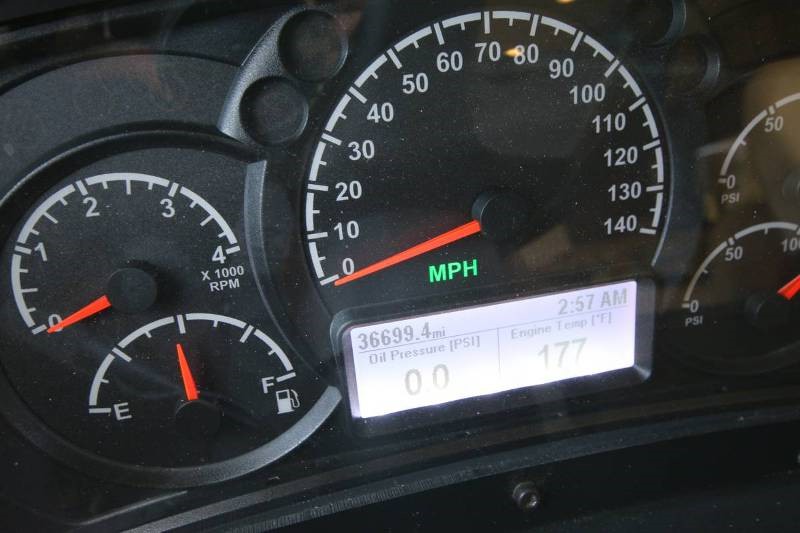 0
10
20
30
40
50
60
70
80
90
100
110
120
130
140
MPH
0
1
2
3
4
X 1000
RPM
E
F
36699.4mi
2:57 AM
Oil Pressure [PSI]
Engine Temp [°F]
0 0
177
0
50
PSI
0
50
100
PSI